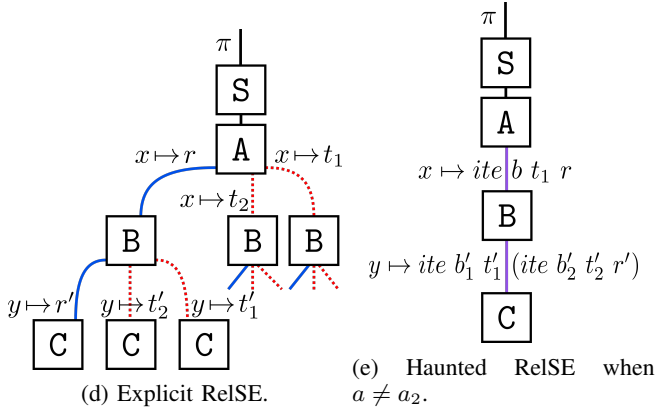 π
S
A
x ↦ r
x ↦ t₁
x ↦ t₂
B
B
B
y ↦ r′
y ↦ t′₂
y ↦ t′₁
C
C
C
(d) Explicit RelSE.
π
S
A
x ↦ ite b t₁ r
B
y ↦ ite b′₁ t′₁ (ite b′₂ t′₂ r′)
C
(e) Haunted RelSE when
a ≠ a₂.